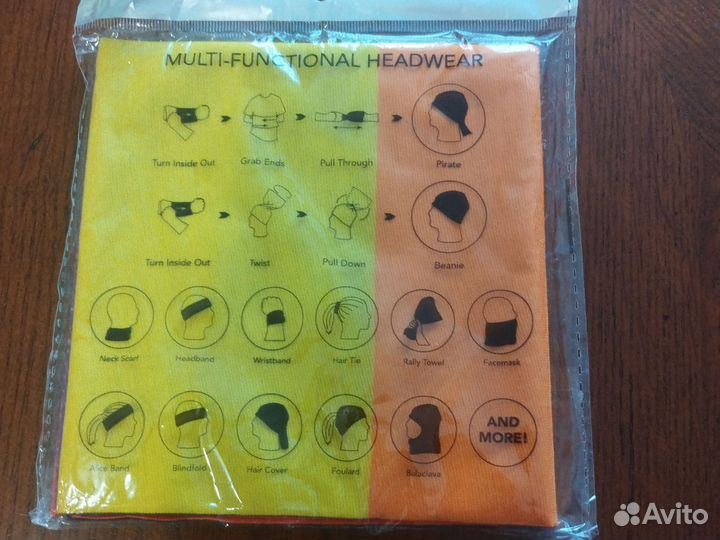 MULTI-FUNCTIONAL HEADWEAR
Turn Inside Out Grab Ends Pull Through Pirate
Turn Inside Out Twist Pull Down Beanie
Neck Scarf Headband Wristband Hair Tie Rally Towel Facemask
AND
MORE!
Alice Band Blindfold Hair Cover Foulard Balaclava
Avito